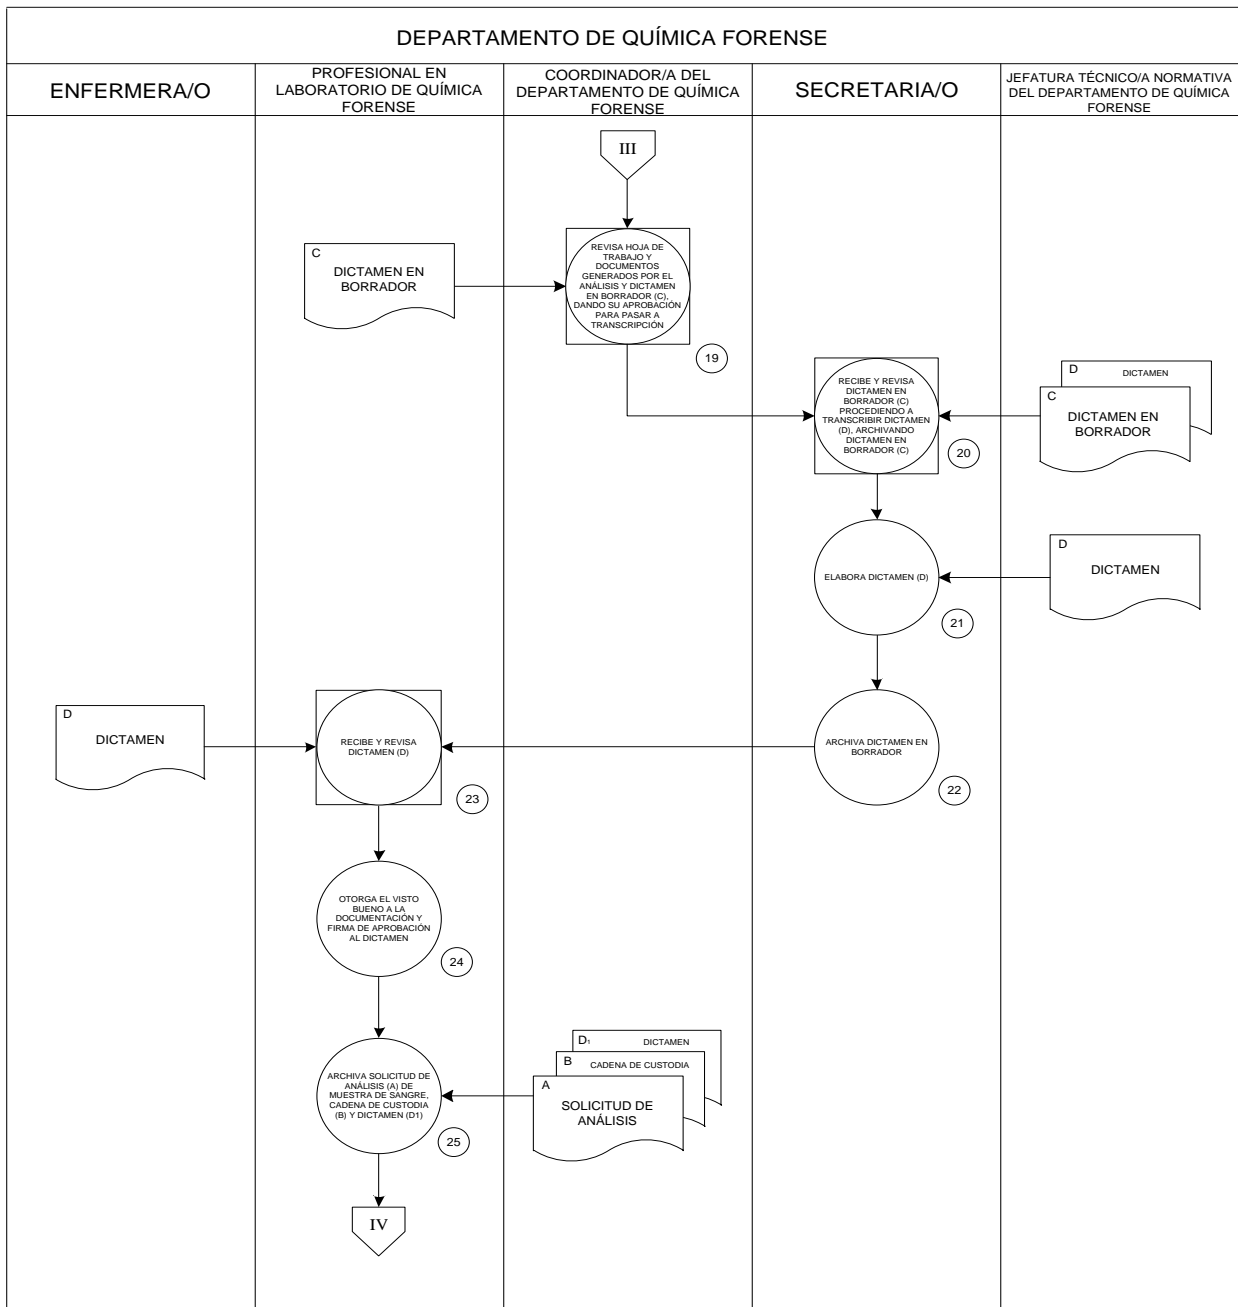 DEPARTAMENTO DE QUÍMICA FORENSE
ENFERMERA/O
PROFESIONAL EN
LABORATORIO DE QUÍMICA
FORENSE
COORDINADOR/A DEL
DEPARTAMENTO DE QUÍMICA
FORENSE
SECRETARIA/O
JEFATURA TÉCNICO/A NORMATIVA
DEL DEPARTAMENTO DE QUÍMICA
FORENSE
III
C
DICTAMEN EN
BORRADOR
REVISA HOJA DE
TRABAJO Y
DOCUMENTOS
GENERADOS POR EL
ANÁLISIS Y DICTAMEN
EN BORRADOR (C),
DANDO SU APROBACIÓN
PARA PASAR A
TRANSCRIPCIÓN
19
RECIBE Y REVISA
DICTAMEN EN
BORRADOR (C)
PROCEDIENDO A
TRANSCRIBIR DICTAMEN
(D), ARCHIVANDO
DICTAMEN EN
BORRADOR (C)
20
D
DICTAMEN
C
DICTAMEN EN
BORRADOR
ELABORA DICTAMEN (D)
21
D
DICTAMEN
D
DICTAMEN
RECIBE Y REVISA
DICTAMEN (D)
23
ARCHIVA DICTAMEN EN
BORRADOR
22
OTORGA EL VISTO
BUENO A LA
DOCUMENTACIÓN Y
FIRMA DE APROBACIÓN
AL DICTAMEN
24
ARCHIVA SOLICITUD DE
ANÁLISIS (A) DE
MUESTRA DE SANGRE,
CADENA DE CUSTODIA
(B) Y DICTAMEN (D1)
25
D1
DICTAMEN
B
CADENA DE CUSTODIA
A
SOLICITUD DE
ANÁLISIS
IV